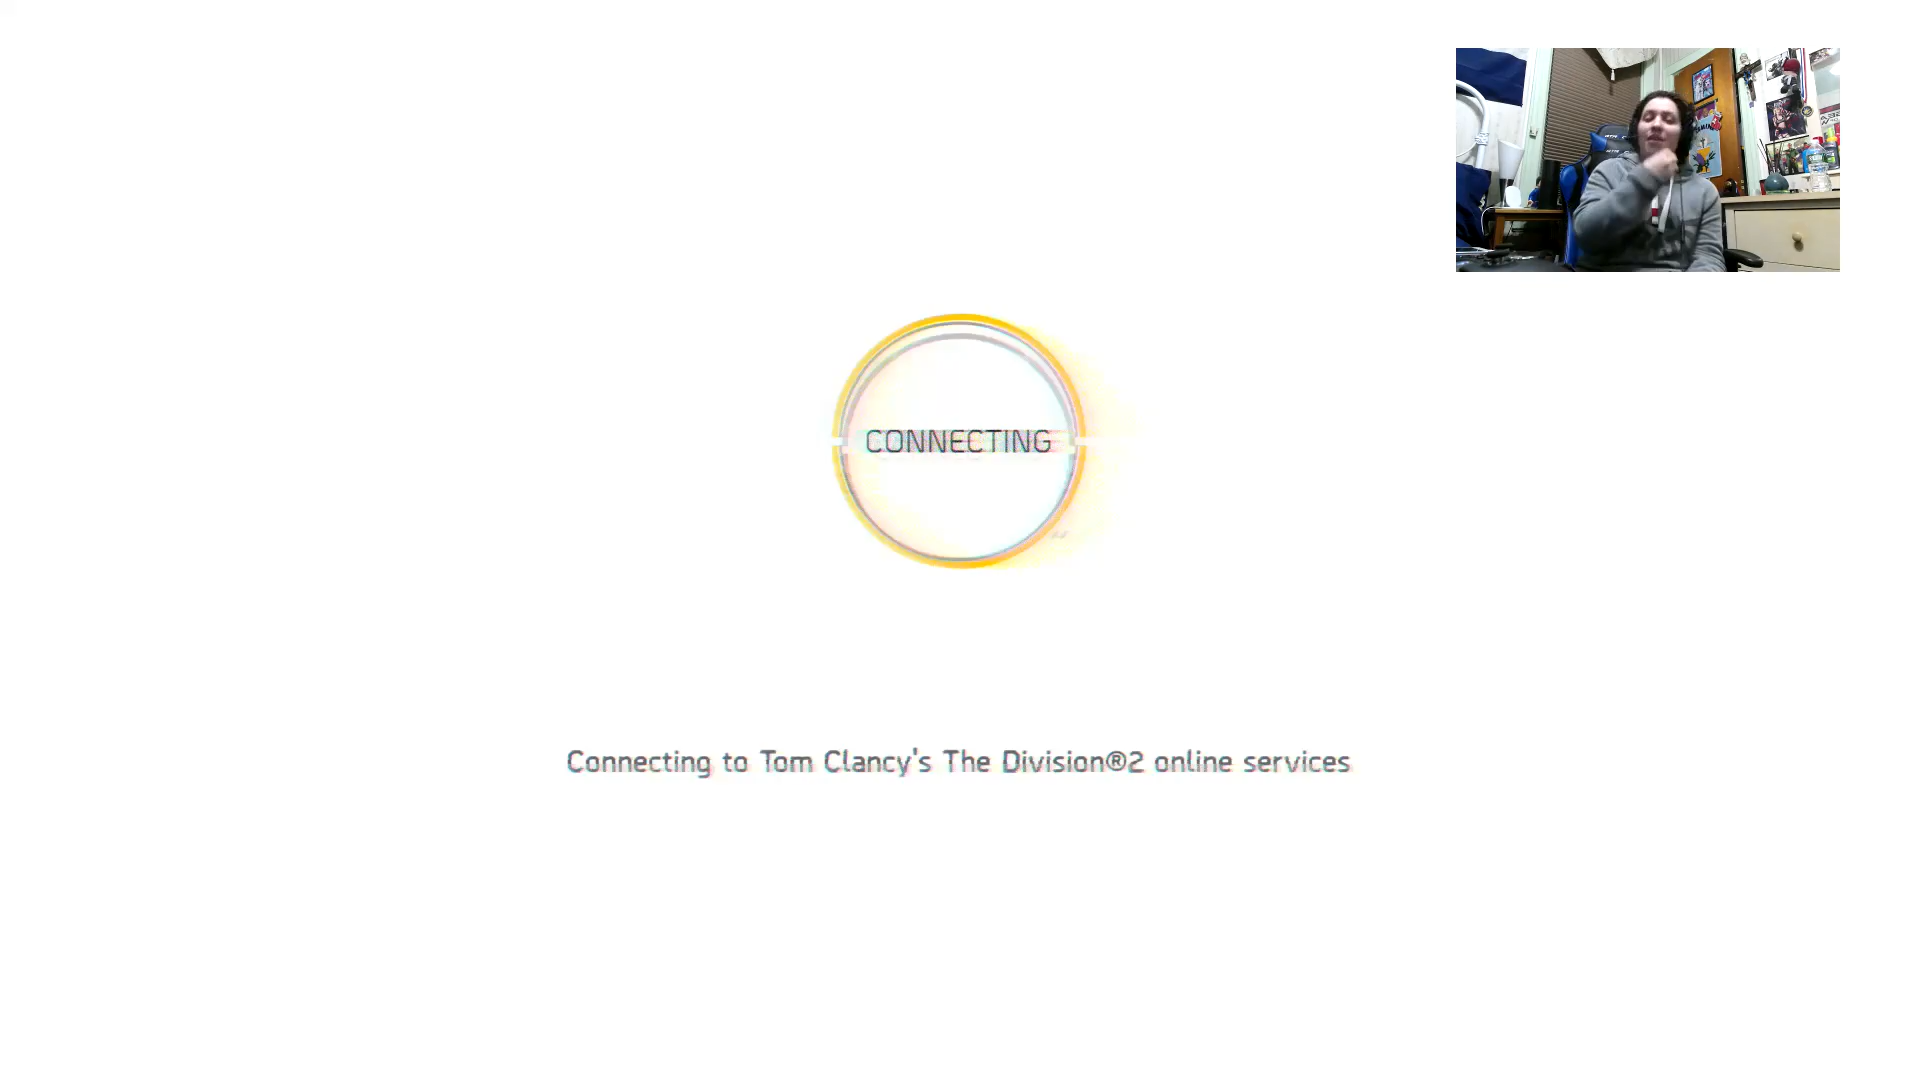 CONNECTING
Connecting to Tom Clancy's The Division®2 online services